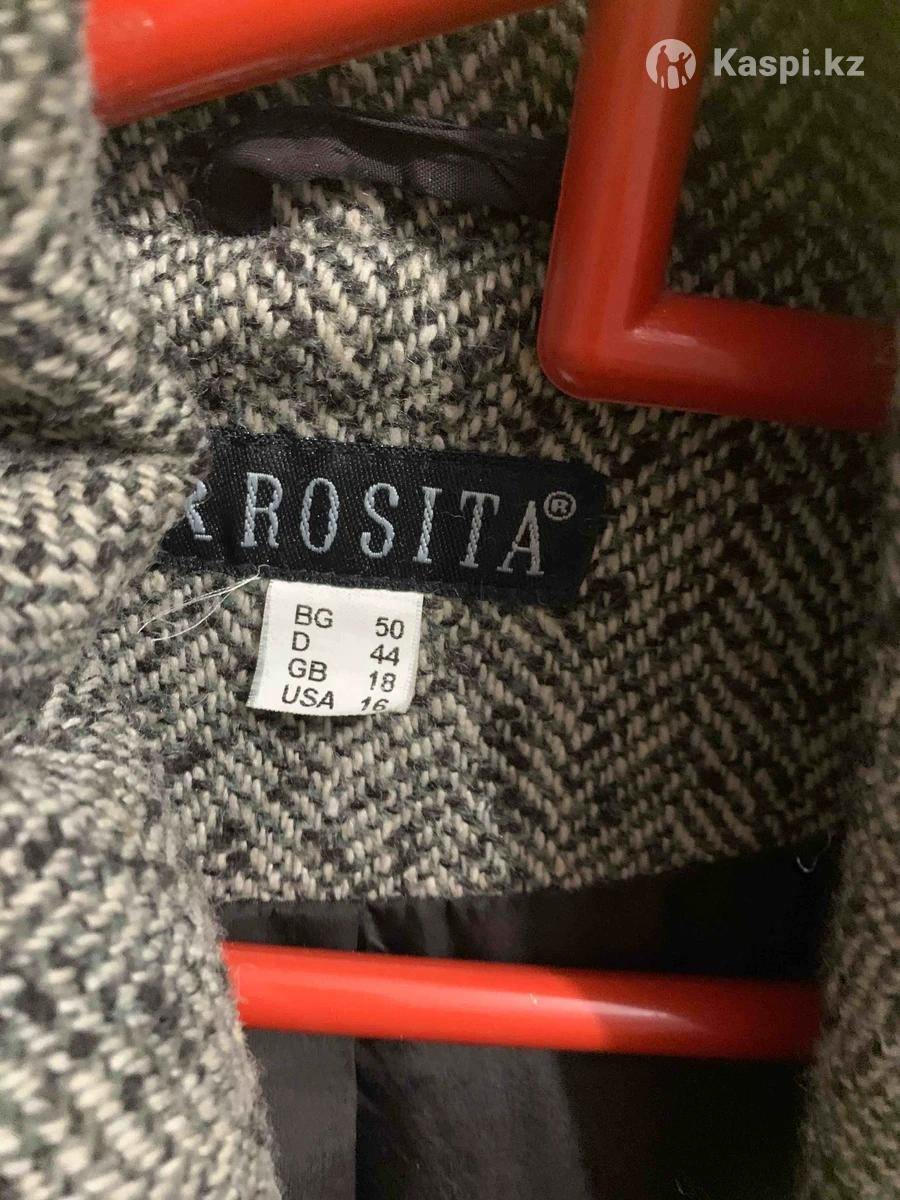 Kaspi.kz
R ROSITA®
BG 50
D 44
GB 18
USA 16